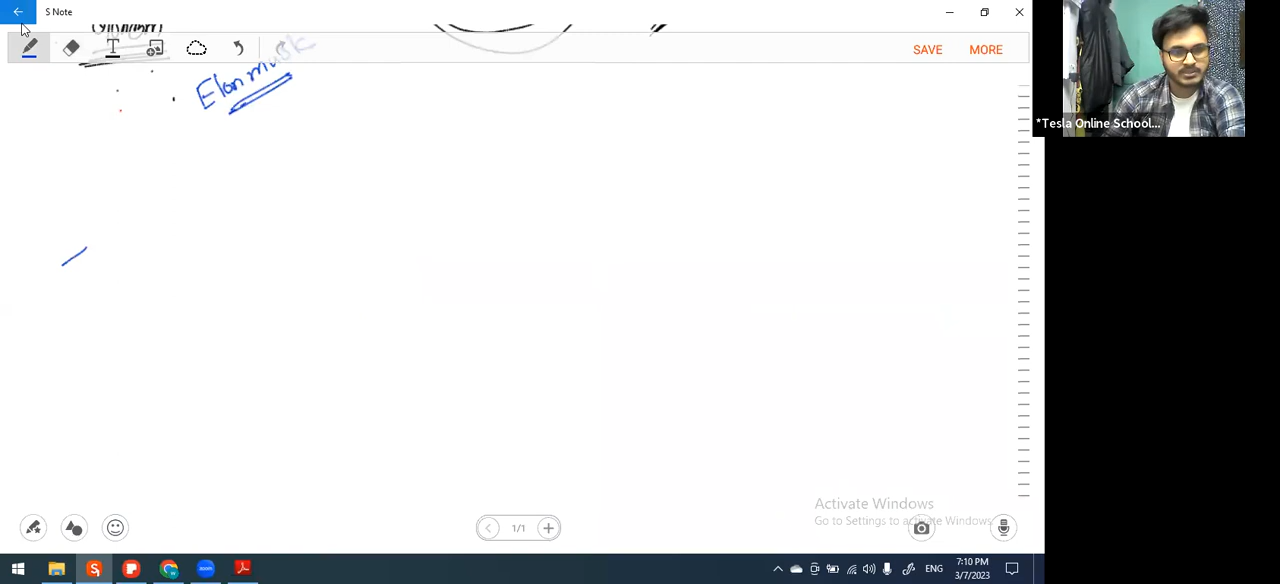 S Note
SAVE
MORE
Elon musk
*Tesla Online School...
1/1
Activate Windows
Go to Settings to activate Windows.
ENG
7:10 PM
3/7/2023